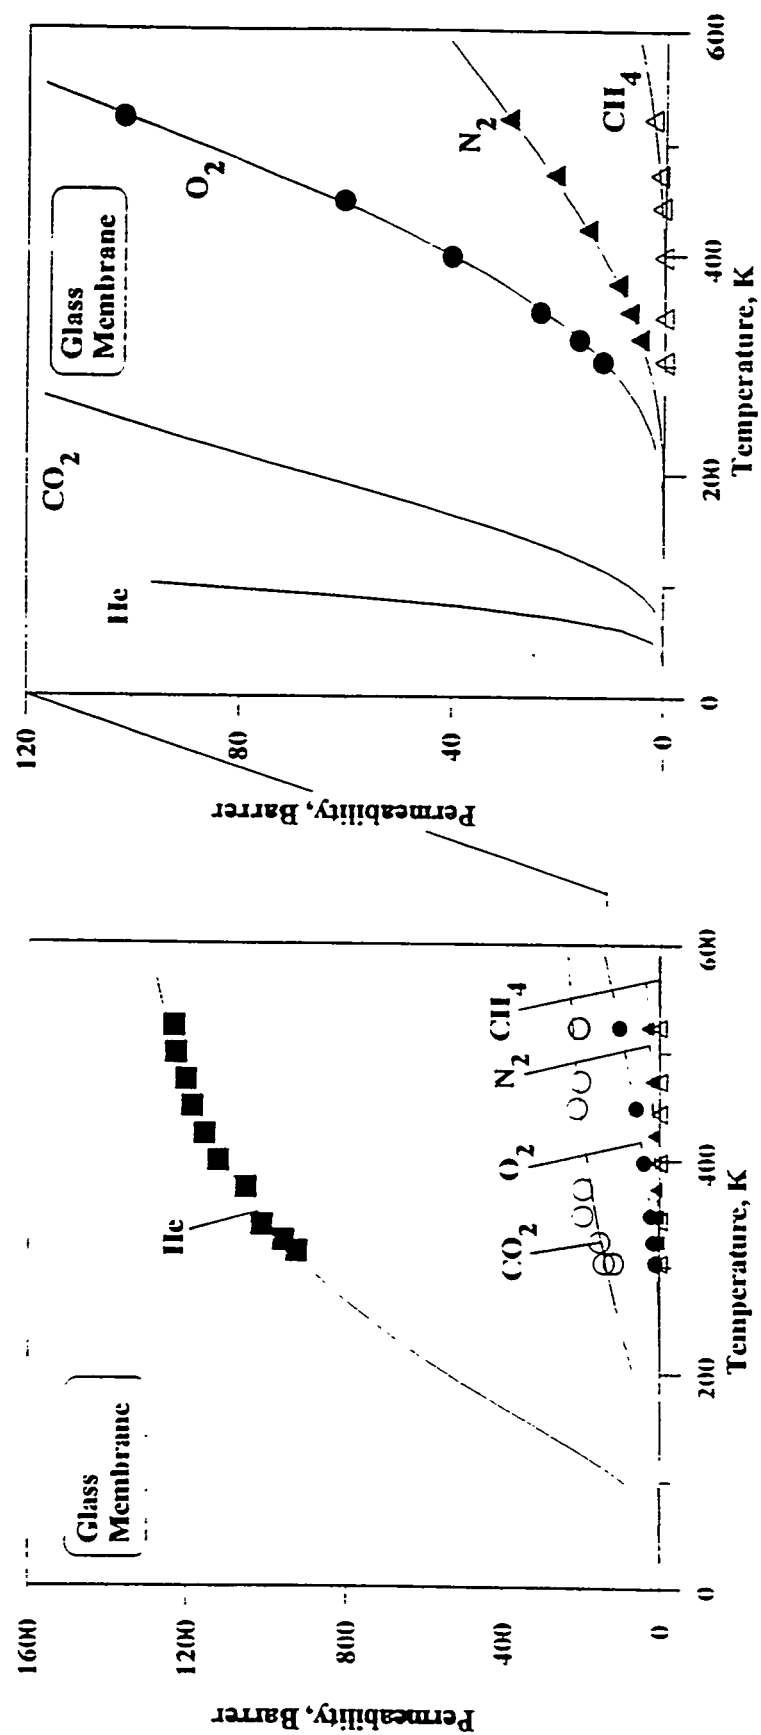 Permeability, Barrer
1600
1200
800
400
0
Glass
Membrane
He
CO2
O2
N2
CH4
0
200
400
600
Temperature, K
Permeability, Barrer
120
80
40
0
He
CO2
Glass
Membrane
O2
N2
CH4
0
200
400
600
Temperature, K